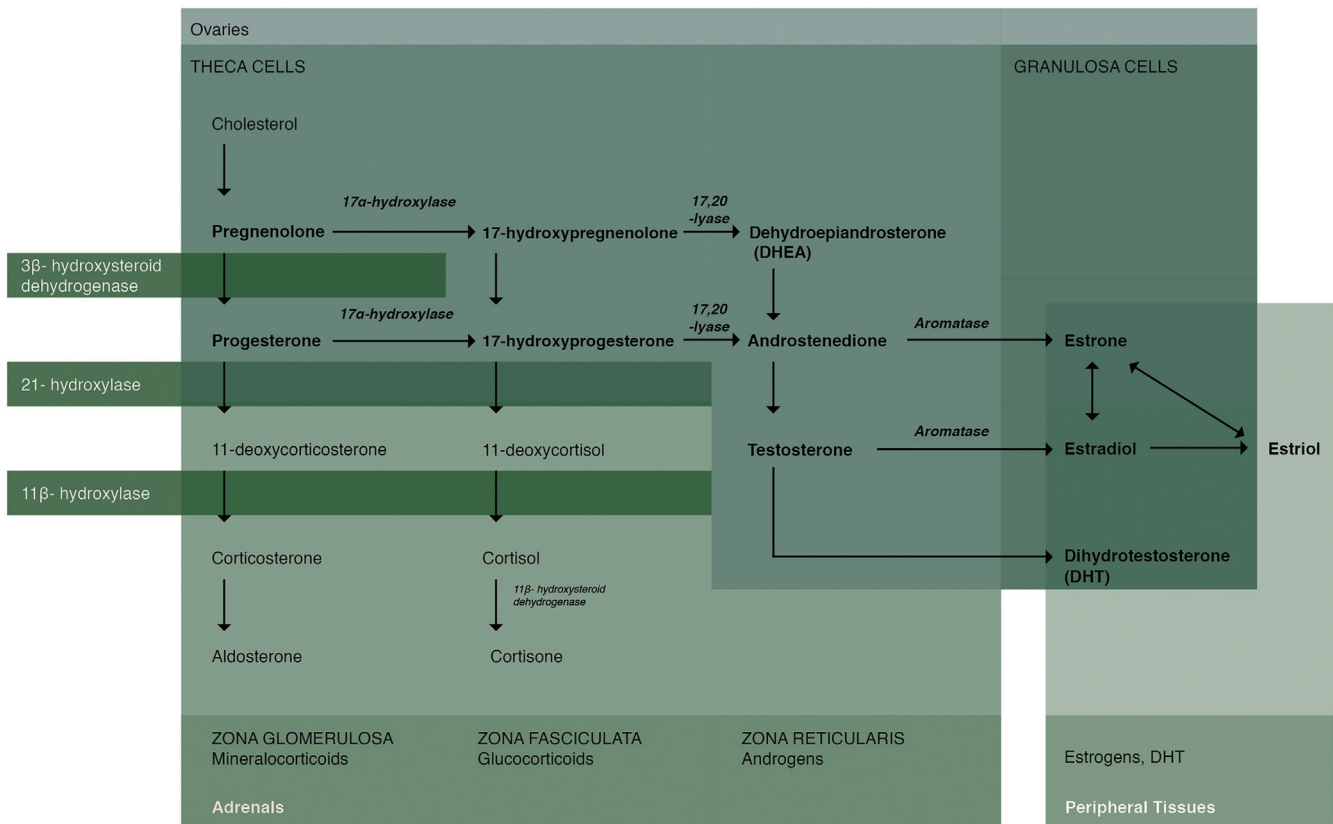 Ovaries
THECA CELLS
GRANULOSA CELLS
Cholesterol
17α-hydroxylase
17,20
-lyase
Pregnenolone
17-hydroxypregnenolone
Dehydroepiandrosterone
(DHEA)
3β- hydroxysteroid
dehydrogenase
17α-hydroxylase
17,20
-lyase
Aromatase
Progesterone
17-hydroxyprogesterone
Androstenedione
Estrone
21- hydroxylase
Aromatase
11-deoxycorticosterone
11-deoxycortisol
Testosterone
Estradiol
Estriol
11β- hydroxylase
Corticosterone
Cortisol
Dihydrotestosterone
(DHT)
11β- hydroxysteroid
dehydrogenase
Aldosterone
Cortisone
ZONA GLOMERULOSA
Mineralocorticoids
ZONA FASCICULATA
Glucocorticoids
ZONA RETICULARIS
Androgens
Estrogens, DHT
Adrenals
Peripheral Tissues